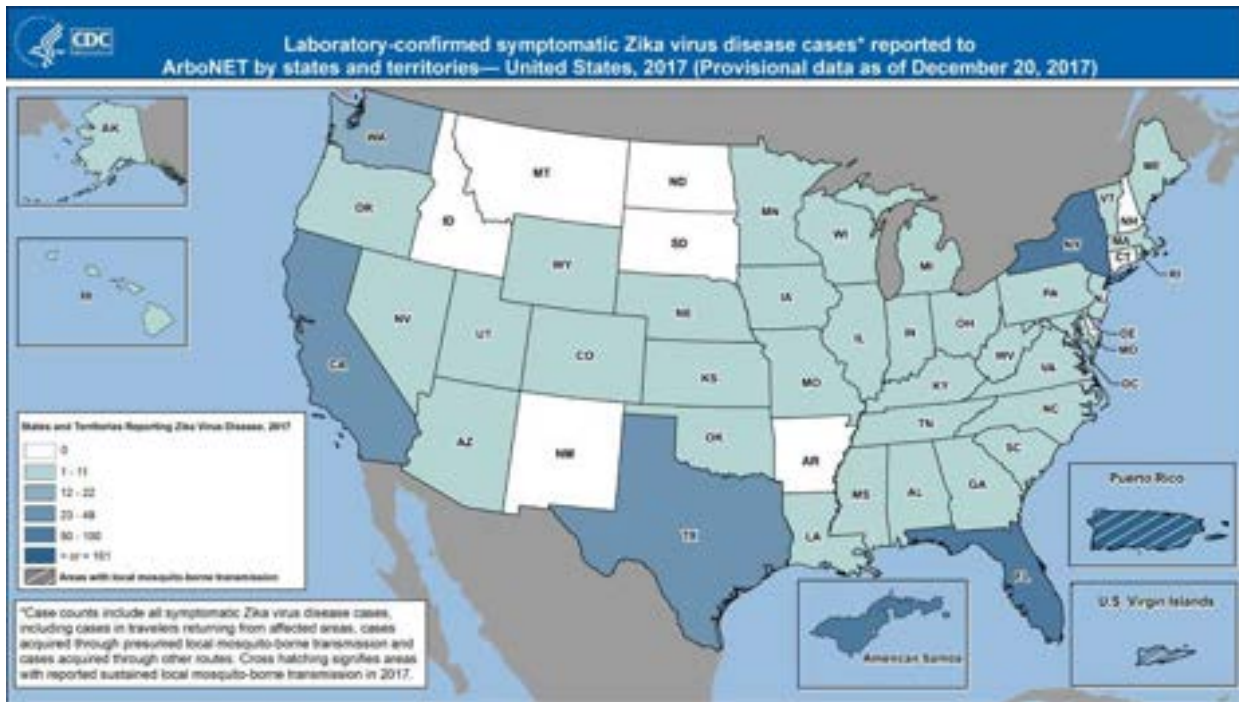 CDC
Laboratory-confirmed symptomatic Zika virus disease cases* reported to
ArboNET by states and territories— United States, 2017 (Provisional data as of December 20, 2017)
AK
HI
WA
OR
CA
ID
NV
MT
WY
UT
AZ
CO
NM
ND
SD
NE
KS
OK
TX
MN
IA
MO
AR
LA
WI
IL
MS
MI
IN
KY
TN
AL
OH
WV
GA
FL
SC
NC
VA
PA
NY
VT
NH
ME
MA
CT
RI
NJ
DE
MD
DC
States and Territories Reporting Zika Virus Disease, 2017
0
1 - 11
12 - 22
50 - 100
Areas with local mosquito-borne transmission
*Case counts include all symptomatic Zika virus disease cases,
including cases in travelers returning from affected areas, cases
acquired through presumed local mosquito-borne transmission and
cases acquired through other routes. Cross hatching signifies areas
with reported sustained local mosquito-borne transmission in 2017.
Puerto Rico
American Samoa
U.S Virgin Islands